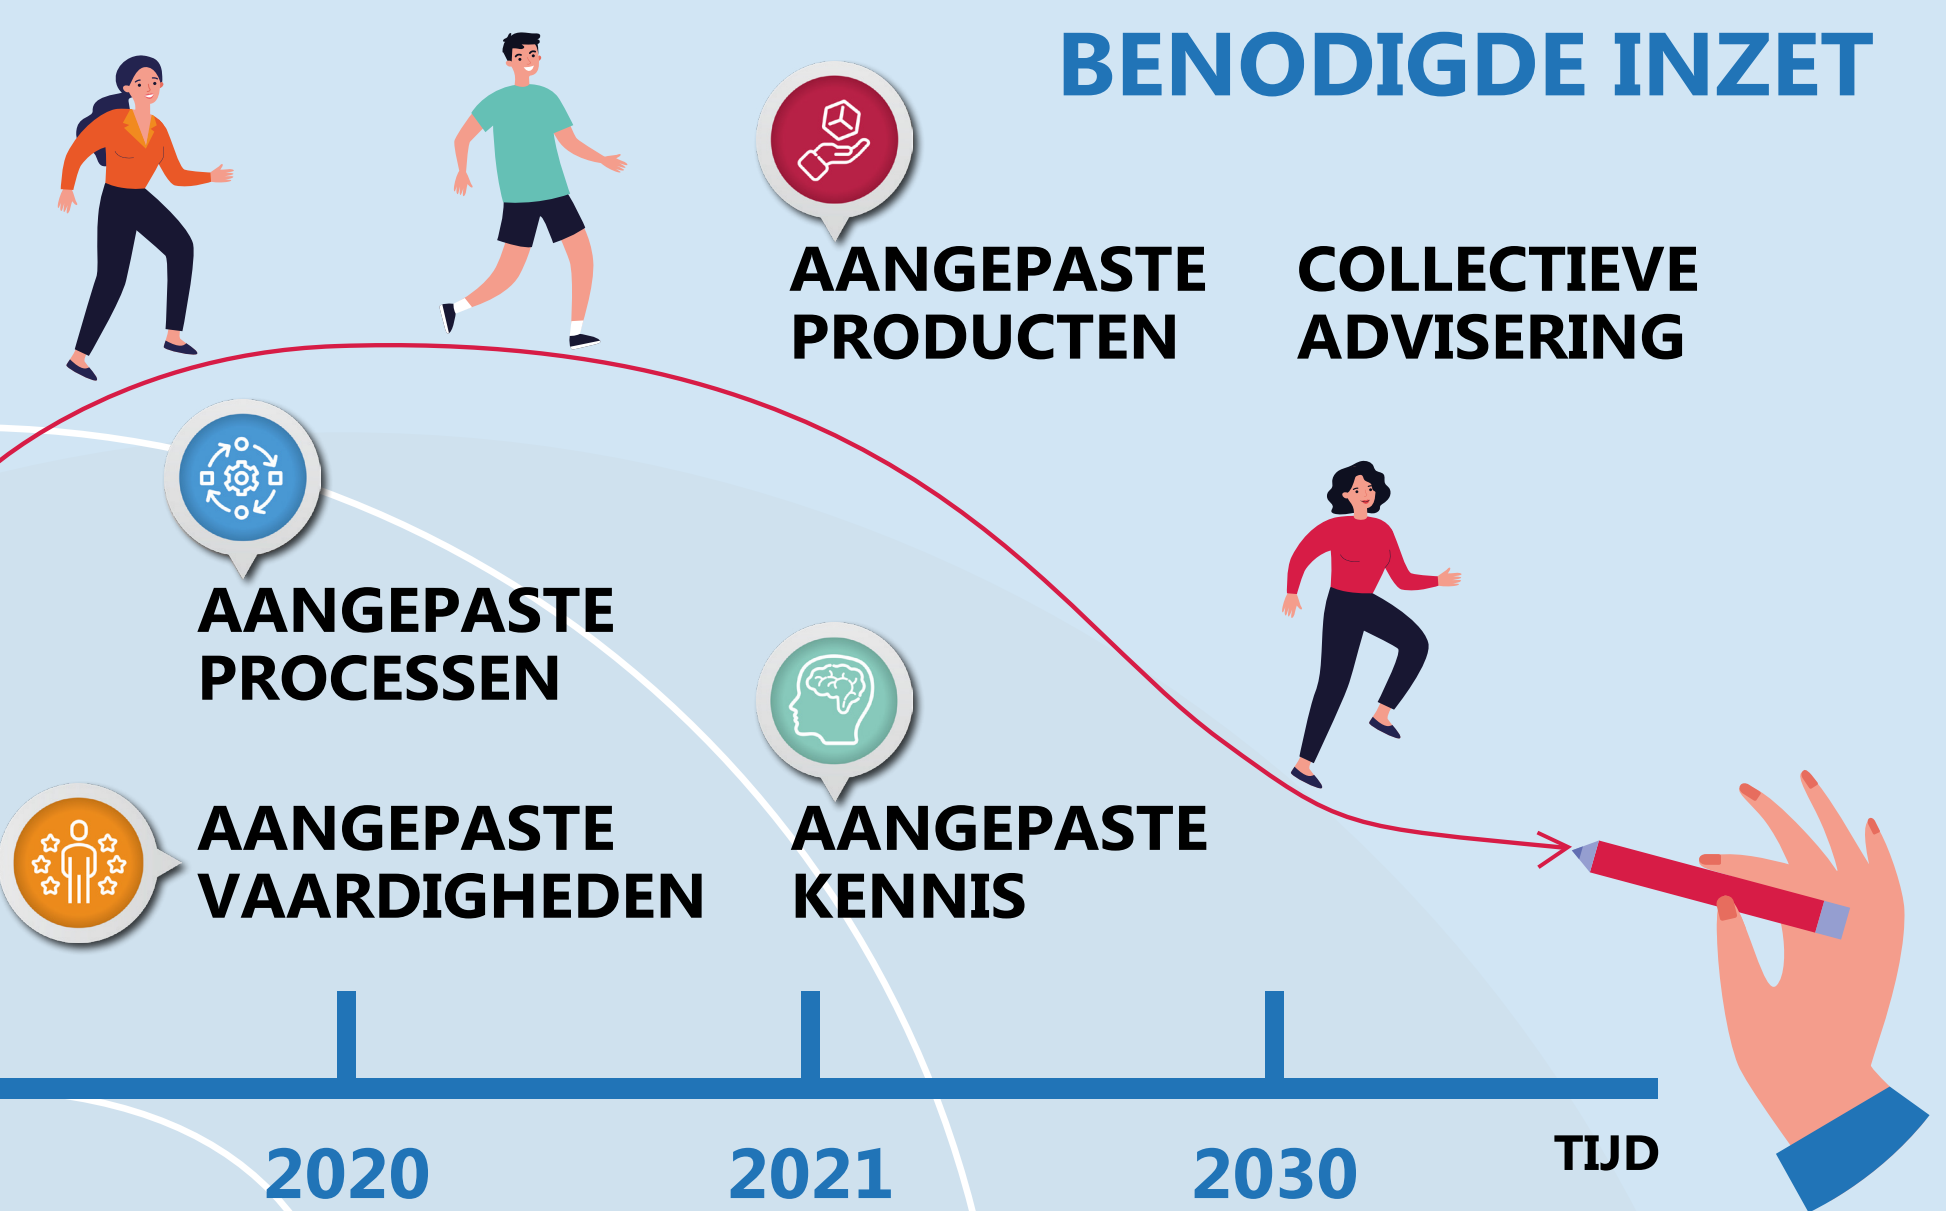 BENODIGDE INZET
AANGEPASTE
PRODUCTEN
COLLECTIEVE
ADVISERING
AANGEPASTE
PROCESSEN
AANGEPASTE
VAARDIGHEDEN
AANGEPASTE
KENNIS
2020
2021
2030
TIJD